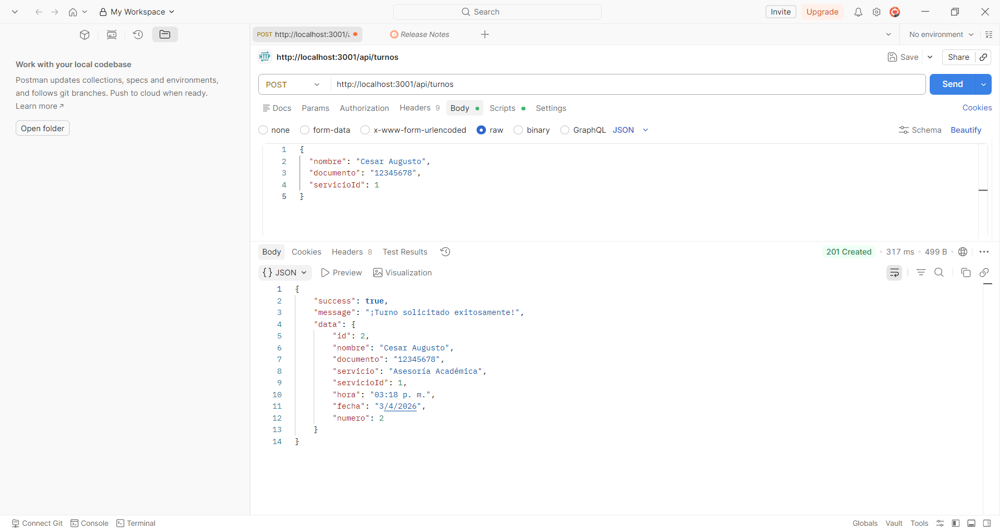 My Workspace
Search
Invite
Upgrade
POST http://localhost:3001/a
Release Notes
No environment
Work with your local codebase
Postman updates collections, specs and environments,
and follows git branches. Push to cloud when ready.
Learn more
Open folder
HTTP http://localhost:3001/api/turnos
Save
Share
POST
http://localhost:3001/api/turnos
Send
Docs Params Authorization Headers 9 Body Scripts Settings
Cookies
none form-data x-www-form-urlencoded raw binary GraphQL JSON
Schema Beautify
1 {
2 "nombre": "Cesar Augusto",
3 "documento": "12345678",
4 "servicioId": 1
5 }
Body Cookies Headers 8 Test Results
201 Created • 317 ms • 499 B
{} JSON Preview Visualization
1 {
2 "success": true,
3 "message": "¡Turno solicitado exitosamente!",
4 "data": {
5 "id": 2,
6 "nombre": "Cesar Augusto",
7 "documento": "12345678",
8 "servicio": "Asesoría Académica",
9 "servicioId": 1,
10 "hora": "03:18 p. m.",
11 "fecha": "3/4/2026",
12 "numero": 2
13 }
14 }
Connect Git Console Terminal
Globals Vault Tools